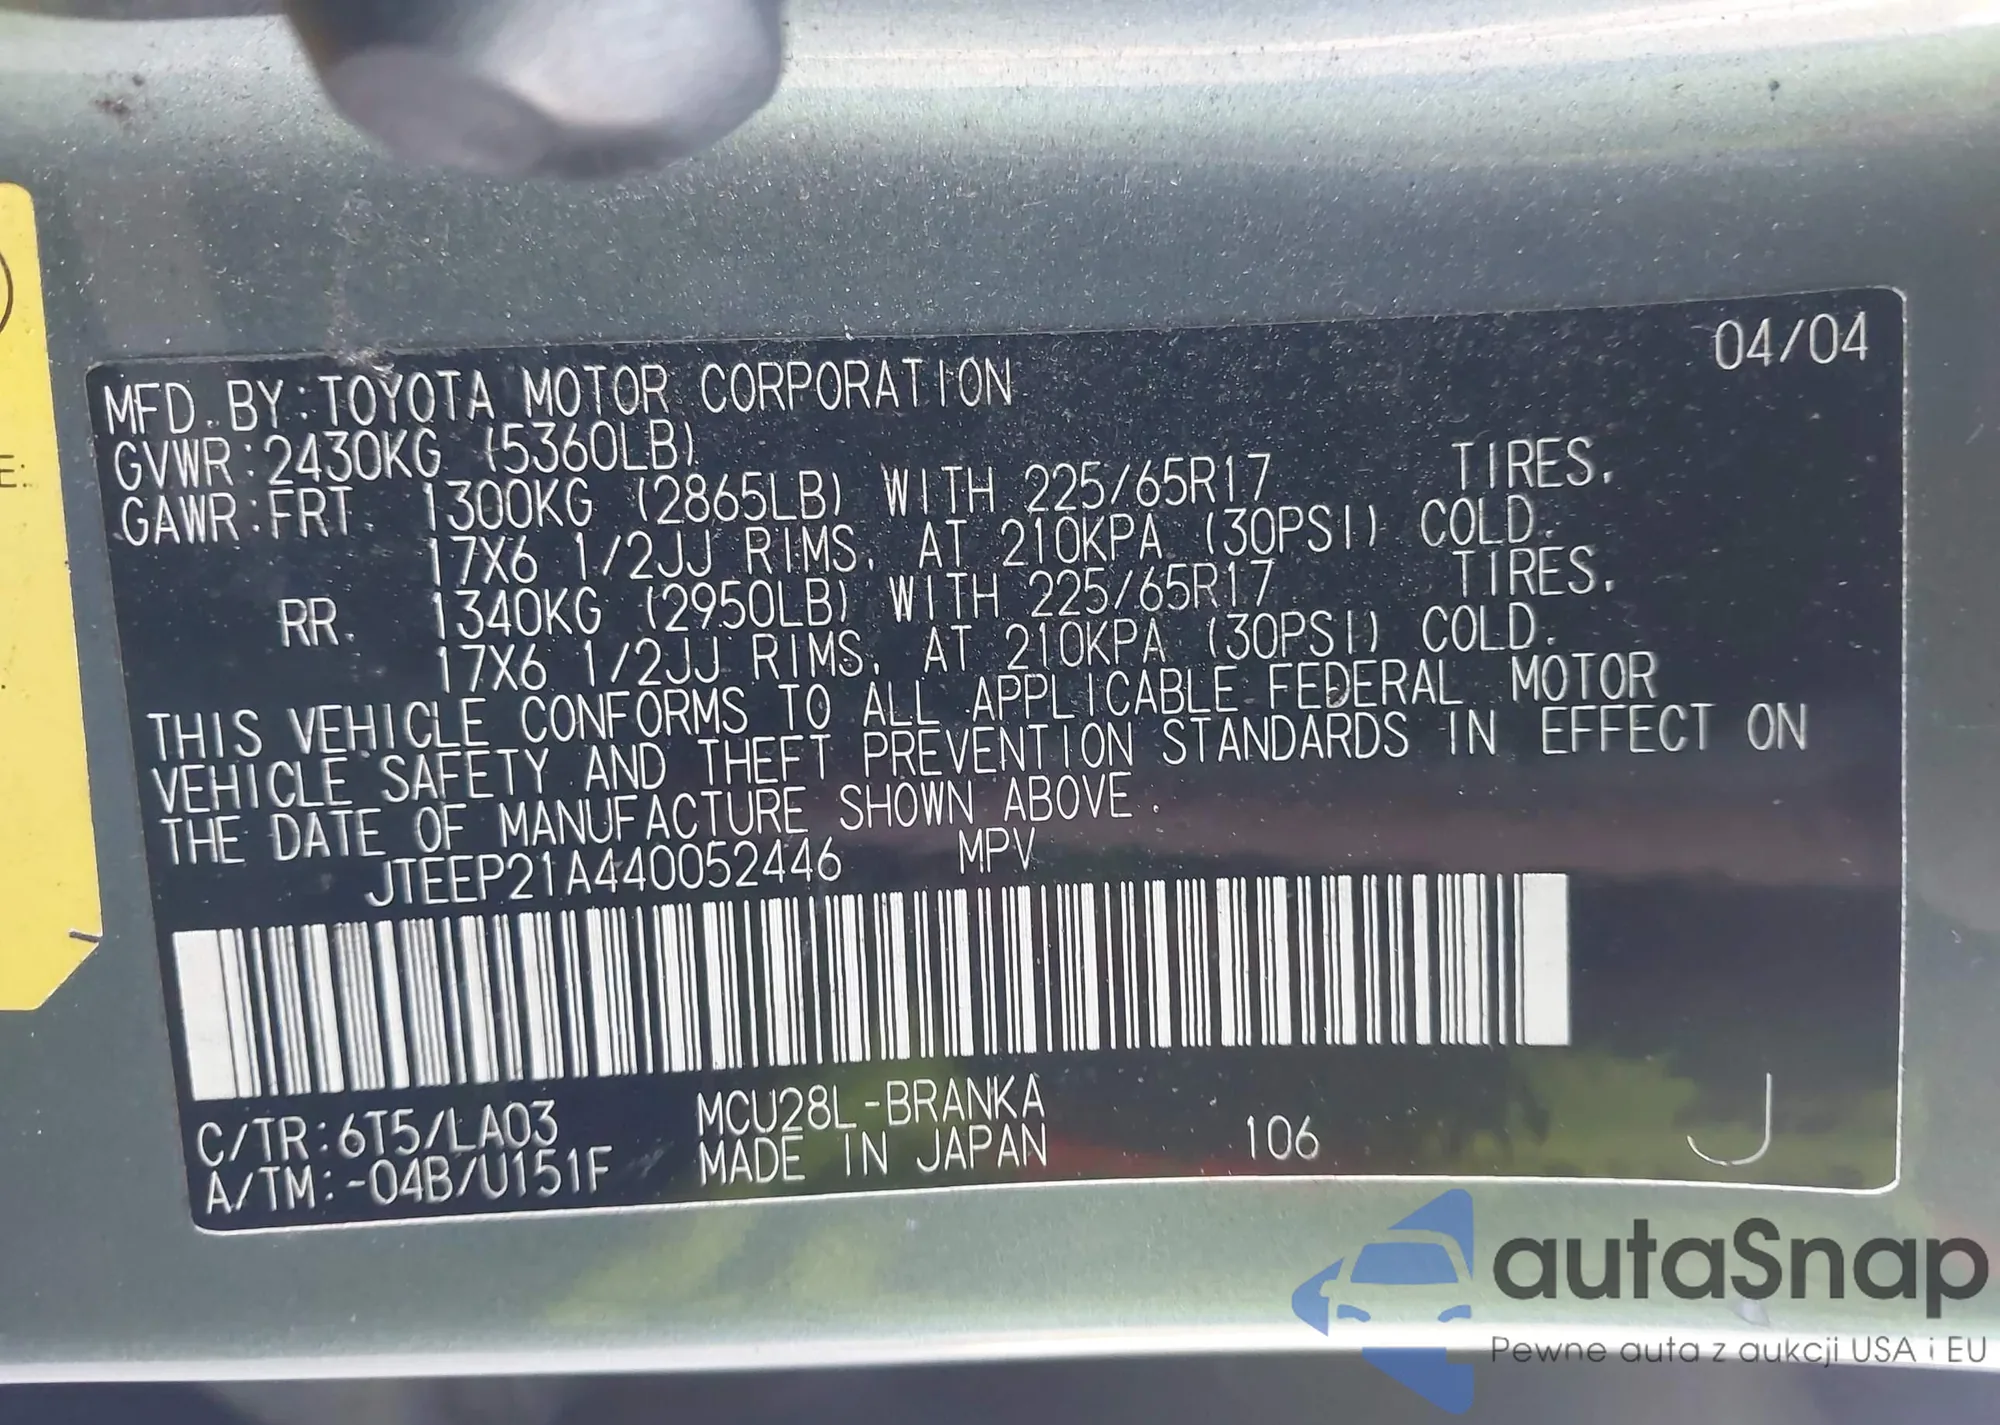 04/04
MFD. BY:TOYOTA MOTOR CORPORATION
GVWR:2430KG (5360LB)
GAWR:FRT. 1300KG (2865LB) WITH 225/65R17 TIRES,
17X6 1/2JJ RIMS, AT 210KPA (30PSI) COLD.
RR. 1340KG (2950LB) WITH 225/65R17 TIRES,
17X6 1/2JJ RIMS, AT 210KPA (30PSI) COLD.
THIS VEHICLE CONFORMS TO ALL APPLICABLE FEDERAL MOTOR
VEHICLE SAFETY AND THEFT PREVENTION STANDARDS IN EFFECT ON
THE DATE OF MANUFACTURE SHOWN ABOVE.
JTEEP21A440052446 MPV
C/TR:6T5/LA03 MCU28L-BRANKA
A/TM:-04B/U151F MADE IN JAPAN 106 J
E:
autaSnap
Pewne auta z aukcji USA i EU